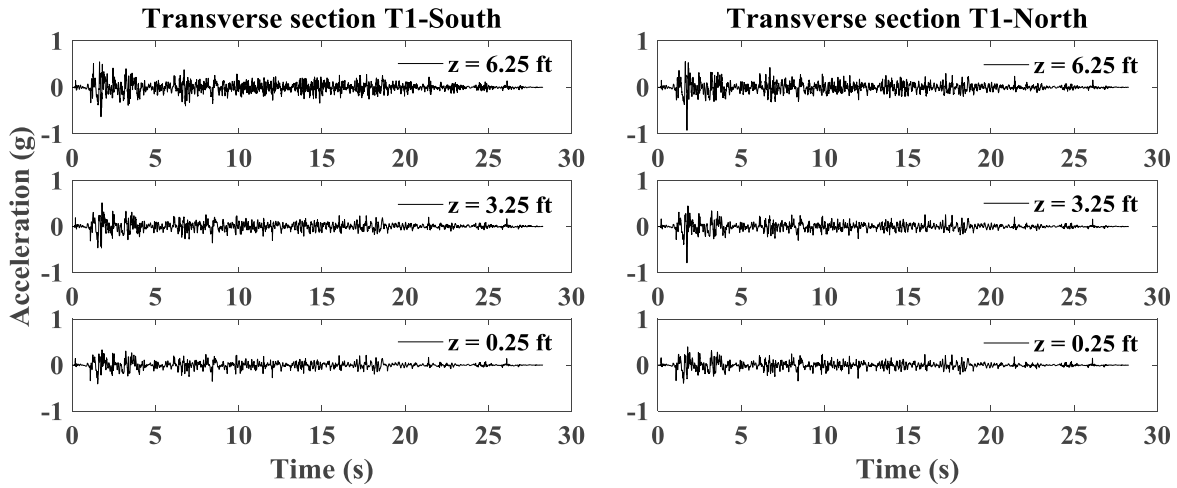 Transverse section T1-South
Transverse section T1-North
1
0
-1
z = 6.25 ft
0 5 10 15 20 25 30
1
0
-1
z = 6.25 ft
0 5 10 15 20 25 30
Acceleration (g)
1
0
-1
z = 3.25 ft
0 5 10 15 20 25 30
1
0
-1
z = 3.25 ft
0 5 10 15 20 25 30
1
0
-1
z = 0.25 ft
0 5 10 15 20 25 30
Time (s)
1
0
-1
z = 0.25 ft
0 5 10 15 20 25 30
Time (s)